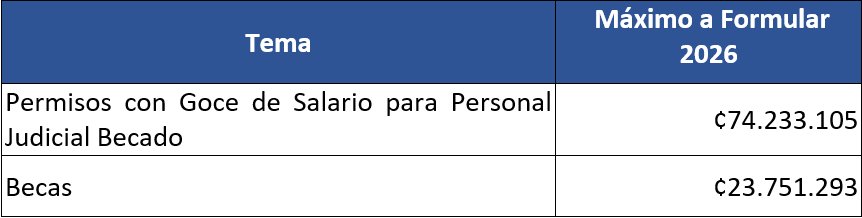 Tema
Máximo a Formular
2026
Permisos con Goce de Salario para Personal
Judicial Becado
¢74.233.105
Becas
¢23.751.293